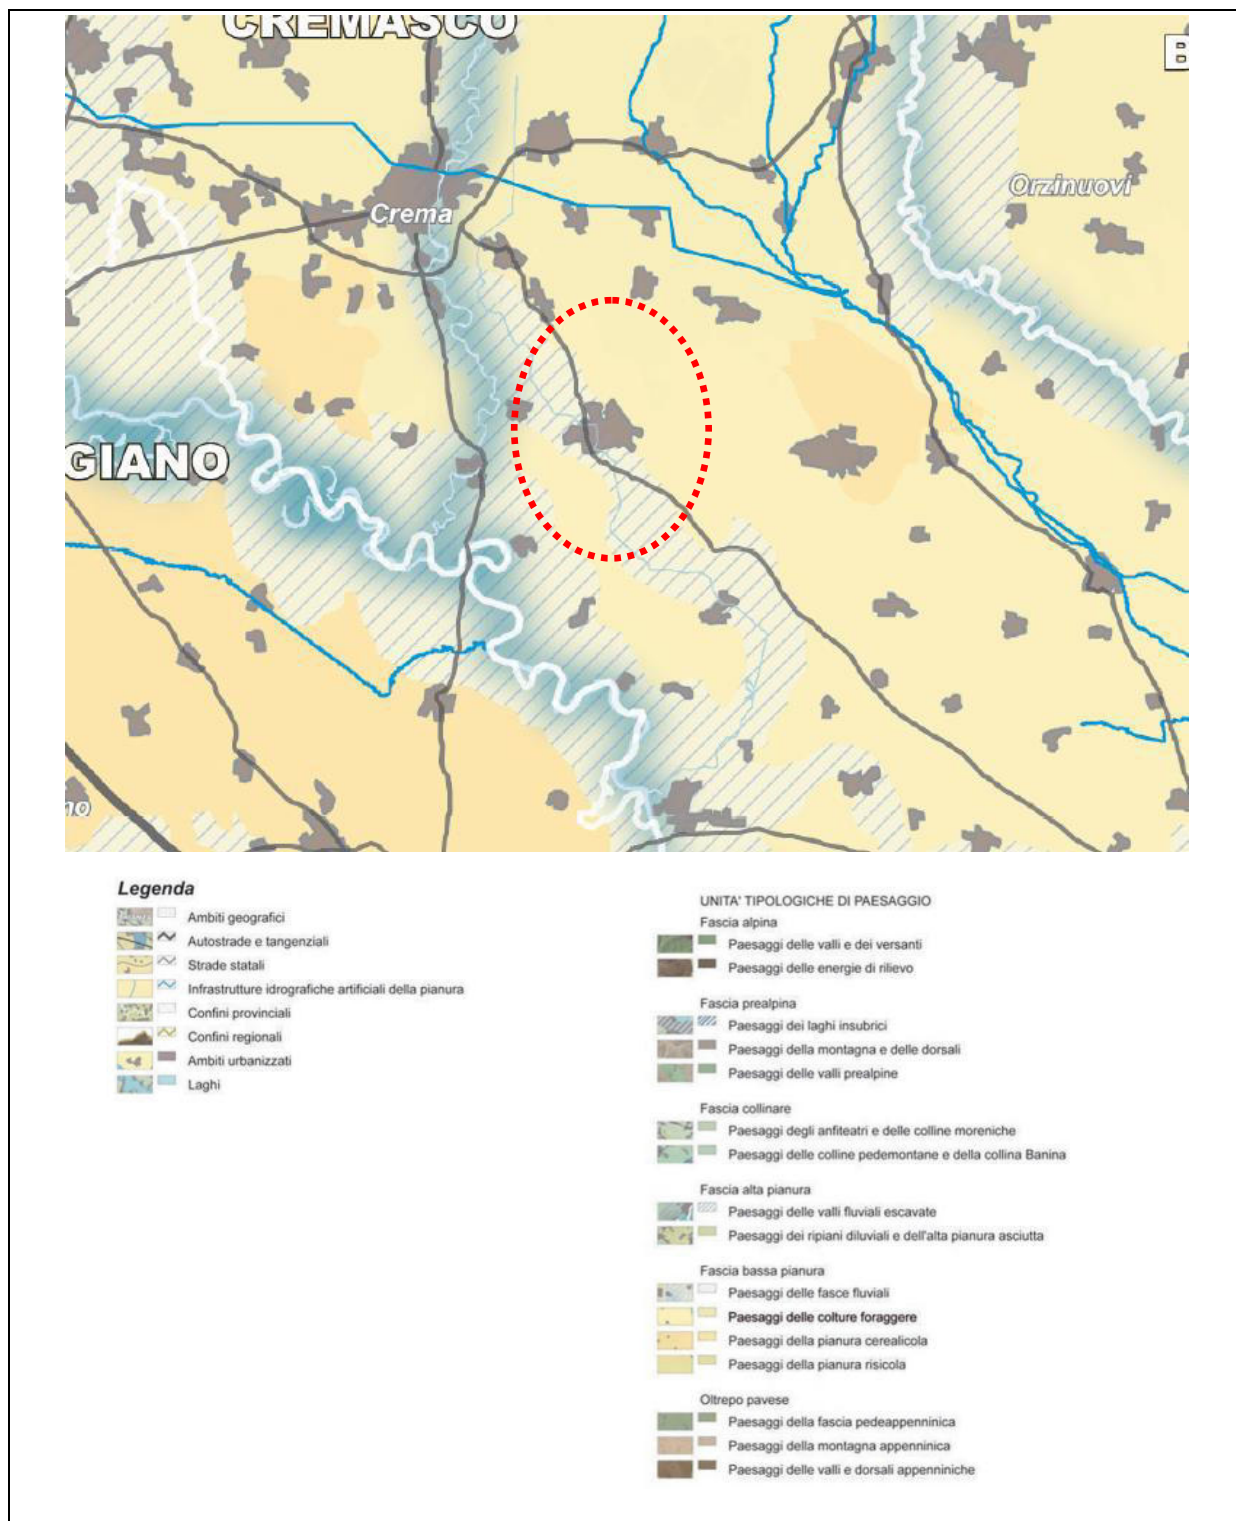 CREMASCO
B
Orzinuovi
Crema
GIANO
no
Legenda
Ambiti geografici
Autostrade e tangenziali
Strade statali
Infrastrutture idrografiche artificiali della pianura
Confini provinciali
Confini regionali
Ambiti urbanizzati
Laghi
UNITA' TIPOLOGICHE DI PAESAGGIO
Fascia alpina
Paesaggi delle valli e dei versanti
Paesaggi delle energie di rilievo
Fascia prealpina
Paesaggi dei laghi insubrici
Paesaggi della montagna e delle dorsali
Paesaggi delle valli prealpine
Fascia collinare
Paesaggi degli anfiteatri e delle colline moreniche
Paesaggi delle colline pedemontane e della collina Banina
Fascia alta pianura
Paesaggi delle valli fluviali escavate
Paesaggi dei ripiani diluviali e dell'alta pianura asciutta
Fascia bassa pianura
Paesaggi delle fasce fluviali
Paesaggi delle colture foraggere
Paesaggi della pianura cerealicola
Paesaggi della pianura risicola
Oltrepo pavese
Paesaggi della fascia pedeappenninica
Paesaggi della montagna appenninica
Paesaggi delle valli e dorsali appenniniche